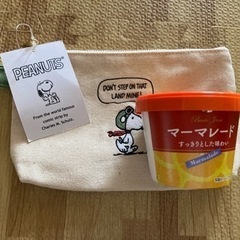 PEANUTS
From the world famous
comic strip by
Charles M. Schulz.
DON'T STEP ON THAT
LAND MINE!
マーマレード
すっきりとした味わい
Marmalade